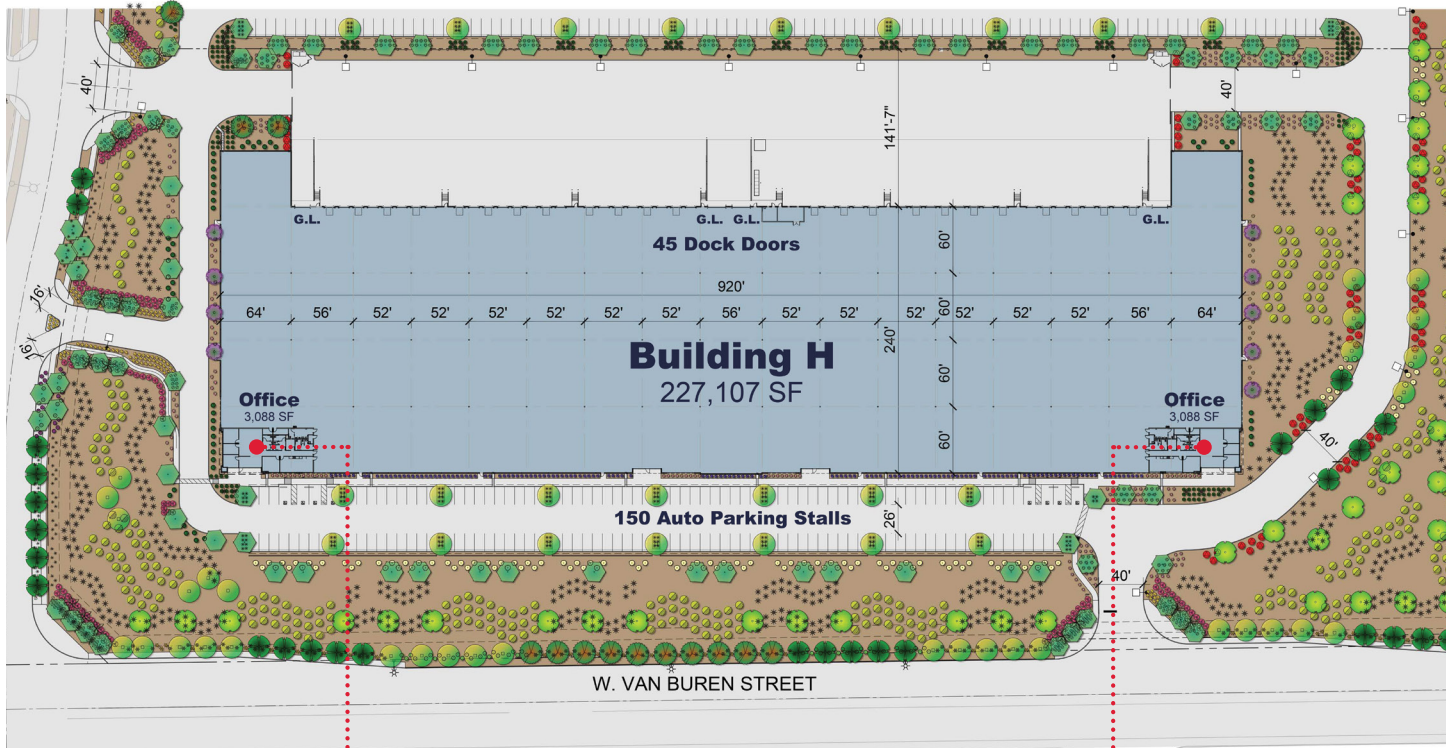 40'
40'
141'-7"
G.L.
G.L.
G.L.
G.L.
45 Dock Doors
60'
920'
16'
64'
56'
52'
52'
52'
52'
52'
52'
56'
52'
52'
52'
52'
52'
52'
56'
64'
60'
240'
16'
Building H
227,107 SF
60'
Office
3,088 SF
Office
3,088 SF
60'
40'
150 Auto Parking Stalls
26'
40'
W. VAN BUREN STREET